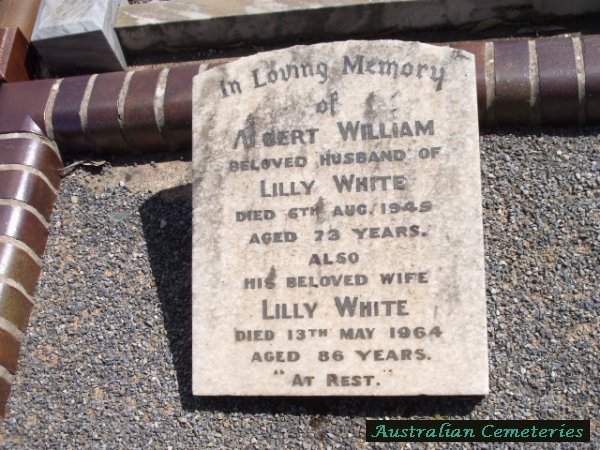 In Loving Memory
of
Albert William
Beloved Husband of
Lilly White
Died 6th Aug. 1945
Aged 73 Years.
Also
His Beloved Wife
Lilly White
Died 13th May 1964
Aged 86 Years.
"At Rest."
Australian Cemeteries